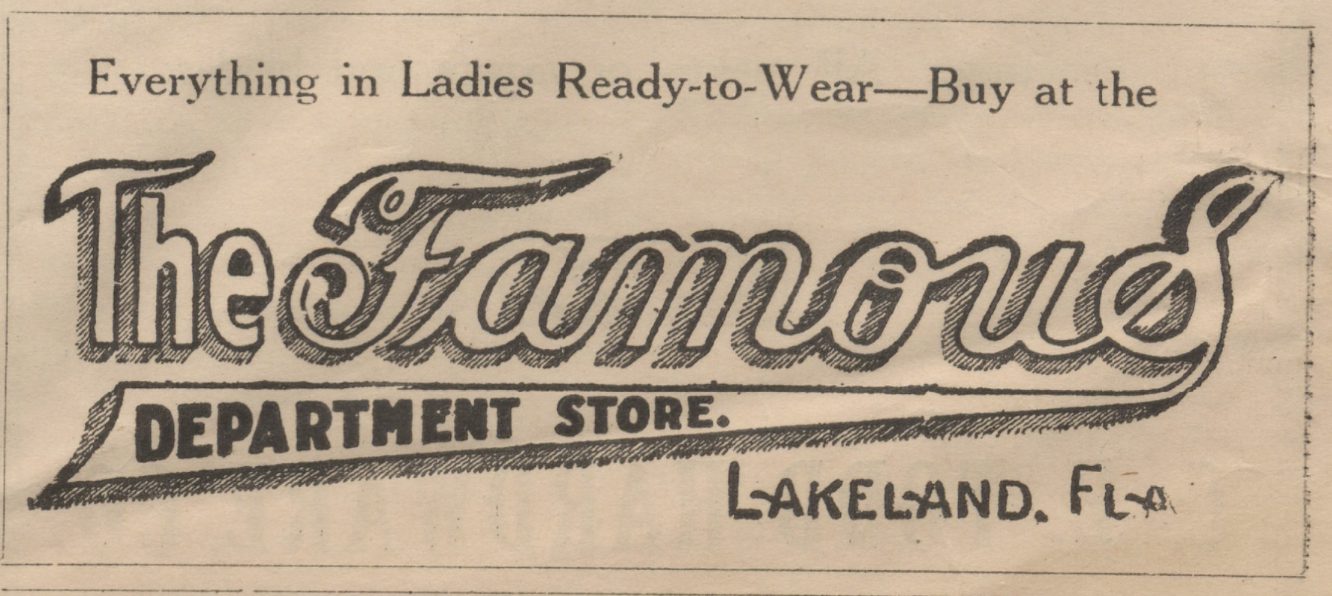 Everything in Ladies Ready-to-Wear—Buy at the
The Famous
DEPARTMENT STORE.
LAKELAND. FLA